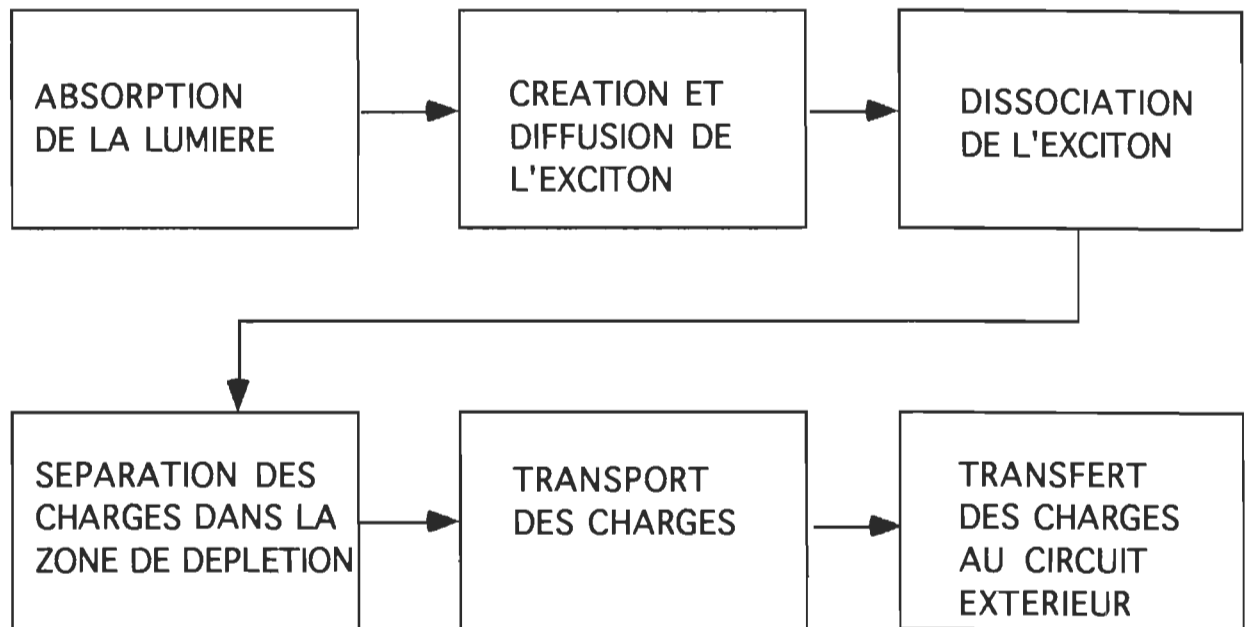 ABSORPTION
DE LA LUMIERE
CREATION ET
DIFFUSION DE
L'EXCITON
DISSOCIATION
DE L'EXCITON
SEPARATION DES
CHARGES DANS LA
ZONE DE DEPLETION
TRANSPORT
DES CHARGES
TRANSFERT
DES CHARGES
AU CIRCUIT
EXTERIEUR